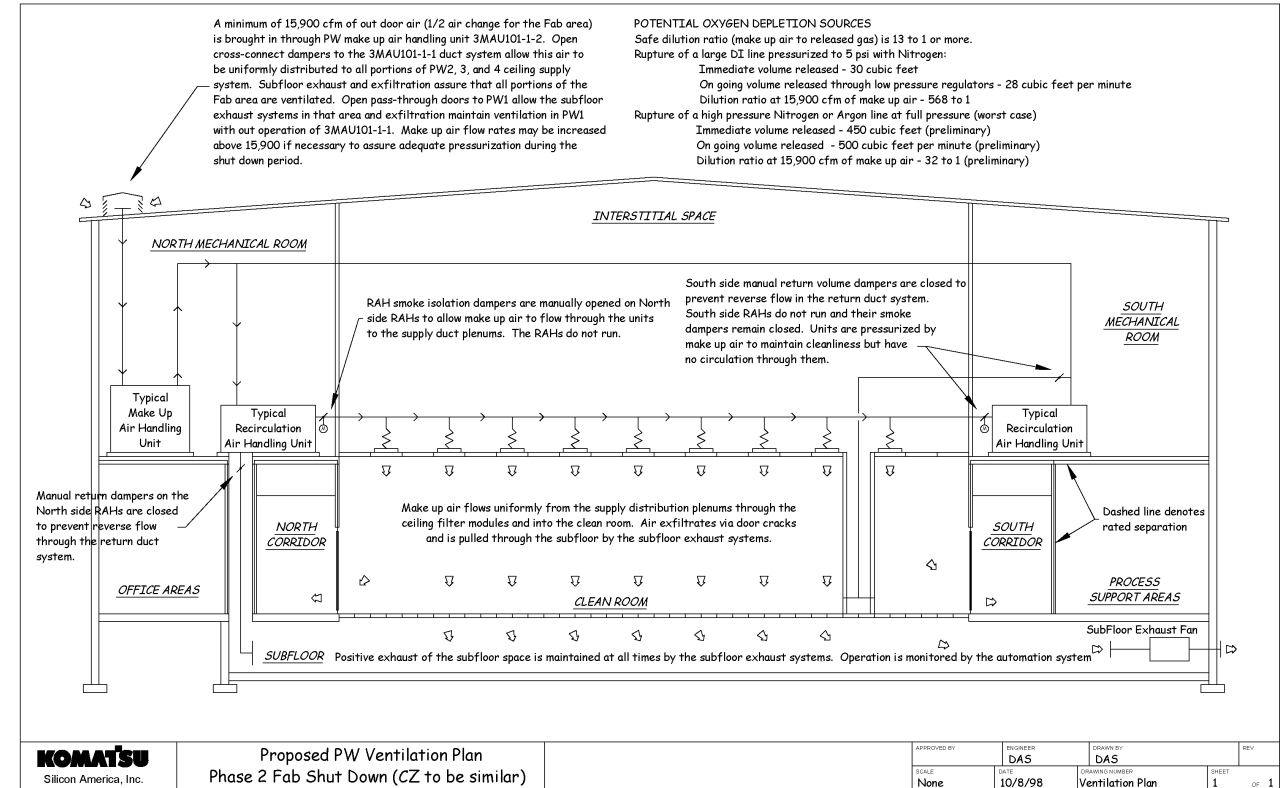 A minimum of 15,900 cfm of out door air (1/2 air change for the Fab area)
is brought in through PW make up air handling unit 3MAU101-1-2. Open
cross-connect dampers to the 3MAU101-1-1 duct system allow this air to
be uniformly distributed to all portions of PW2, 3, and 4 ceiling supply
system. Subfloor exhaust and exfiltration assure that all portions of the
Fab area are ventilated. Open pass-through doors to PW1 allow the subfloor
exhaust systems in that area and exfiltration maintain ventilation in PW1
with out operation of 3MAU101-1-1. Make up air flow rates may be increased
above 15,900 if necessary to assure adequate pressurization during the
shut down period.
POTENTIAL OXYGEN DEPLETION SOURCES
Safe dilution ratio (make up air to released gas) is 13 to 1 or more.
Rupture of a large DI line pressurized to 5 psi with Nitrogen:
Immediate volume released - 30 cubic feet
On going volume released through low pressure regulators - 28 cubic feet per minute
Dilution ratio at 15,900 cfm of make up air - 568 to 1
Rupture of a high pressure Nitrogen or Argon line at full pressure (worst case)
Immediate volume released - 450 cubic feet (preliminary)
On going volume released - 500 cubic feet per minute (preliminary)
Dilution ratio at 15,900 cfm of make up air - 32 to 1 (preliminary)
INTERSTITIAL SPACE
NORTH MECHANICAL ROOM
RAH smoke isolation dampers are manually opened on North
side RAHs to allow make up air to flow through the units
to the supply duct plenums. The RAHs do not run.
South side manual return volume dampers are closed to
prevent reverse flow in the return duct system.
South side RAHs do not run and their smoke
dampers remain closed. Units are pressurized by
make up air to maintain cleanliness but have
no circulation through them.
SOUTH
MECHANICAL
ROOM
Typical
Make Up
Air Handling
Unit
Typical
Recirculation
Air Handling Unit
Typical
Recirculation
Air Handling Unit
Manual return dampers on the
North side RAHs are closed
to prevent reverse flow
through the return duct
system.
NORTH
CORRIDOR
Make up air flows uniformly from the supply distribution plenums through the
ceiling filter modules and into the clean room. Air exfiltrates via door cracks
and is pulled through the subfloor by the subfloor exhaust systems.
SOUTH
CORRIDOR
Dashed line denotes
rated separation
OFFICE AREAS
CLEAN ROOM
PROCESS
SUPPORT AREAS
SubFloor Exhaust Fan
SUBFLOOR
Positive exhaust of the subfloor space is maintained at all times by the subfloor exhaust systems. Operation is monitored by the automation system
KOMATSU
Silicon America, Inc.
Proposed PW Ventilation Plan
Phase 2 Fab Shut Down (CZ to be similar)
APPROVED BY
ENGINEER
DAS
DRAWN BY
DAS
REV.
SCALE
None
DATE
10/8/98
DRAWING NUMBER
Ventilation Plan
SHEET
1 OF 1